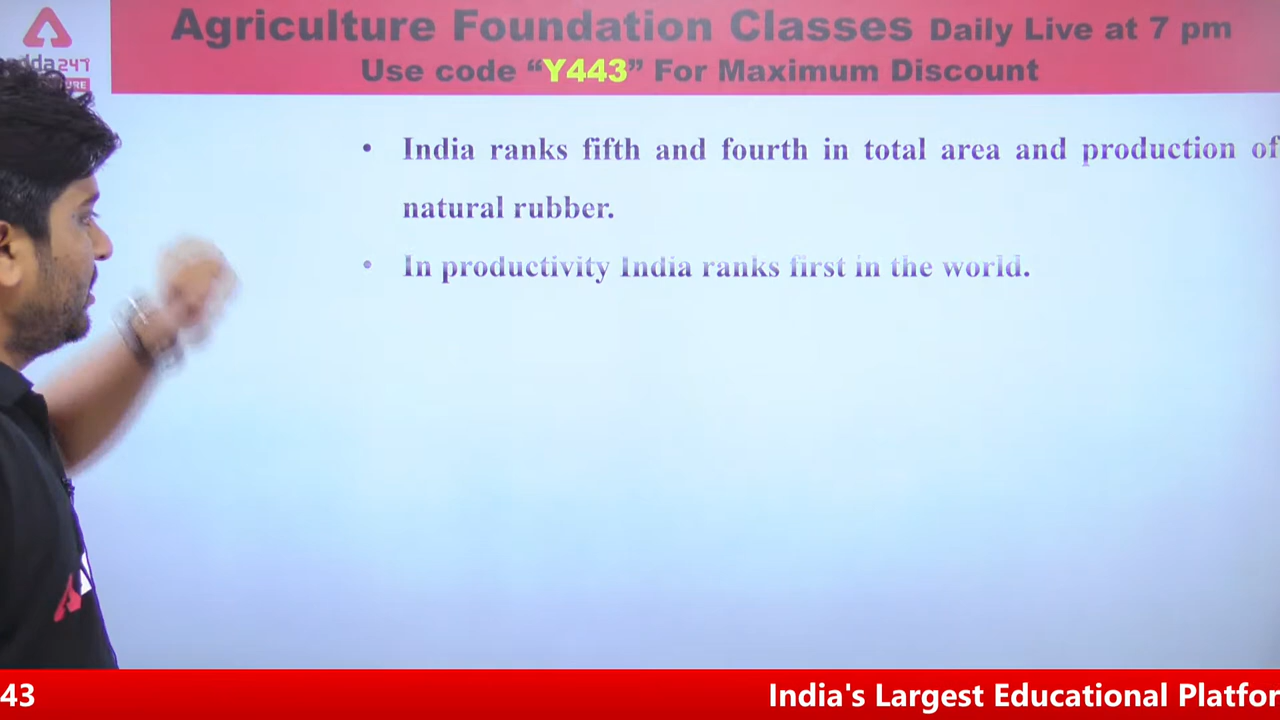 Agriculture Foundation Classes Daily Live at 7 pm
adda247
Use code “Y443” For Maximum Discount
• India ranks fifth and fourth in total area and production of
natural rubber.
• In productivity India ranks first in the world.
43
India's Largest Educational Platfor